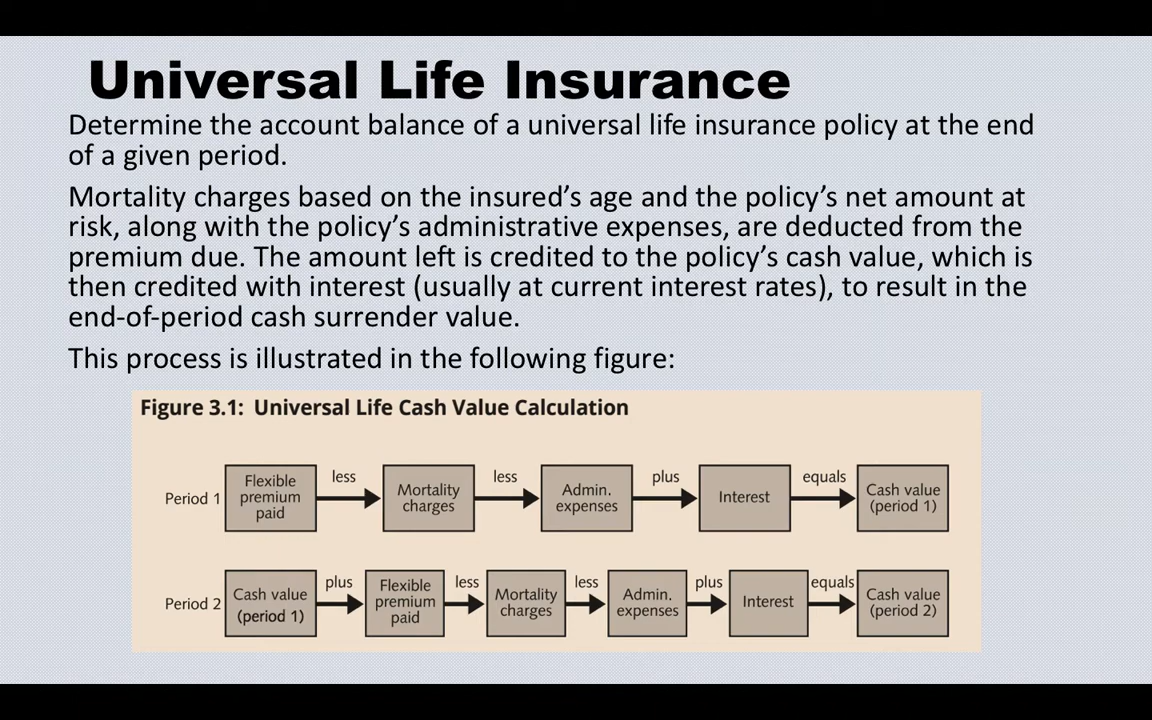 Universal Life Insurance
Determine the account balance of a universal life insurance policy at the end
of a given period.
Mortality charges based on the insured’s age and the policy’s net amount at
risk, along with the policy’s administrative expenses, are deducted from the
premium due. The amount left is credited to the policy’s cash value, which is
then credited with interest (usually at current interest rates), to result in the
end-of-period cash surrender value.
This process is illustrated in the following figure:
Figure 3.1: Universal Life Cash Value Calculation
Period 1
Flexible
premium
paid
less
Mortality
charges
less
Admin.
expenses
plus
Interest
equals
Cash value
(period 1)
Period 2
Cash value
(period 1)
plus
Flexible
premium
paid
less
Mortality
charges
less
Admin.
expenses
plus
Interest
equals
Cash value
(period 2)